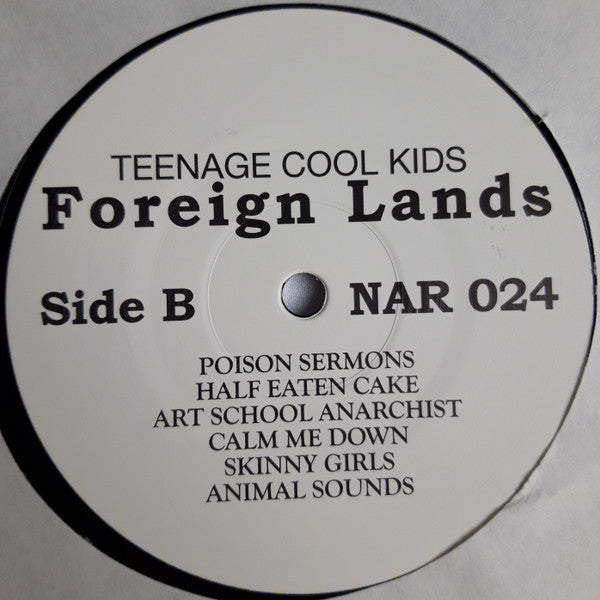 TEENAGE COOL KIDS
Foreign Lands
Side B NAR 024
POISON SERMONS
HALF EATEN CAKE
ART SCHOOL ANARCHIST
CALM ME DOWN
SKINNY GIRLS
ANIMAL SOUNDS